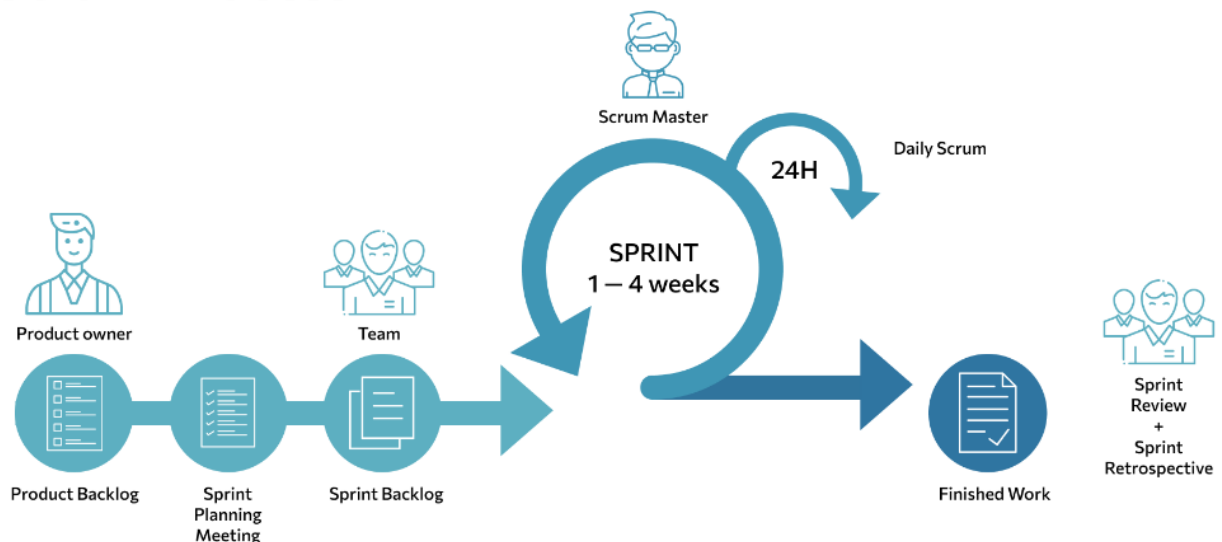 Scrum Master
Daily Scrum
24H
SPRINT
1 — 4 weeks
Product owner
Team
Product Backlog
Sprint
Planning
Meeting
Sprint Backlog
Finished Work
Sprint
Review
+
Sprint
Retrospective